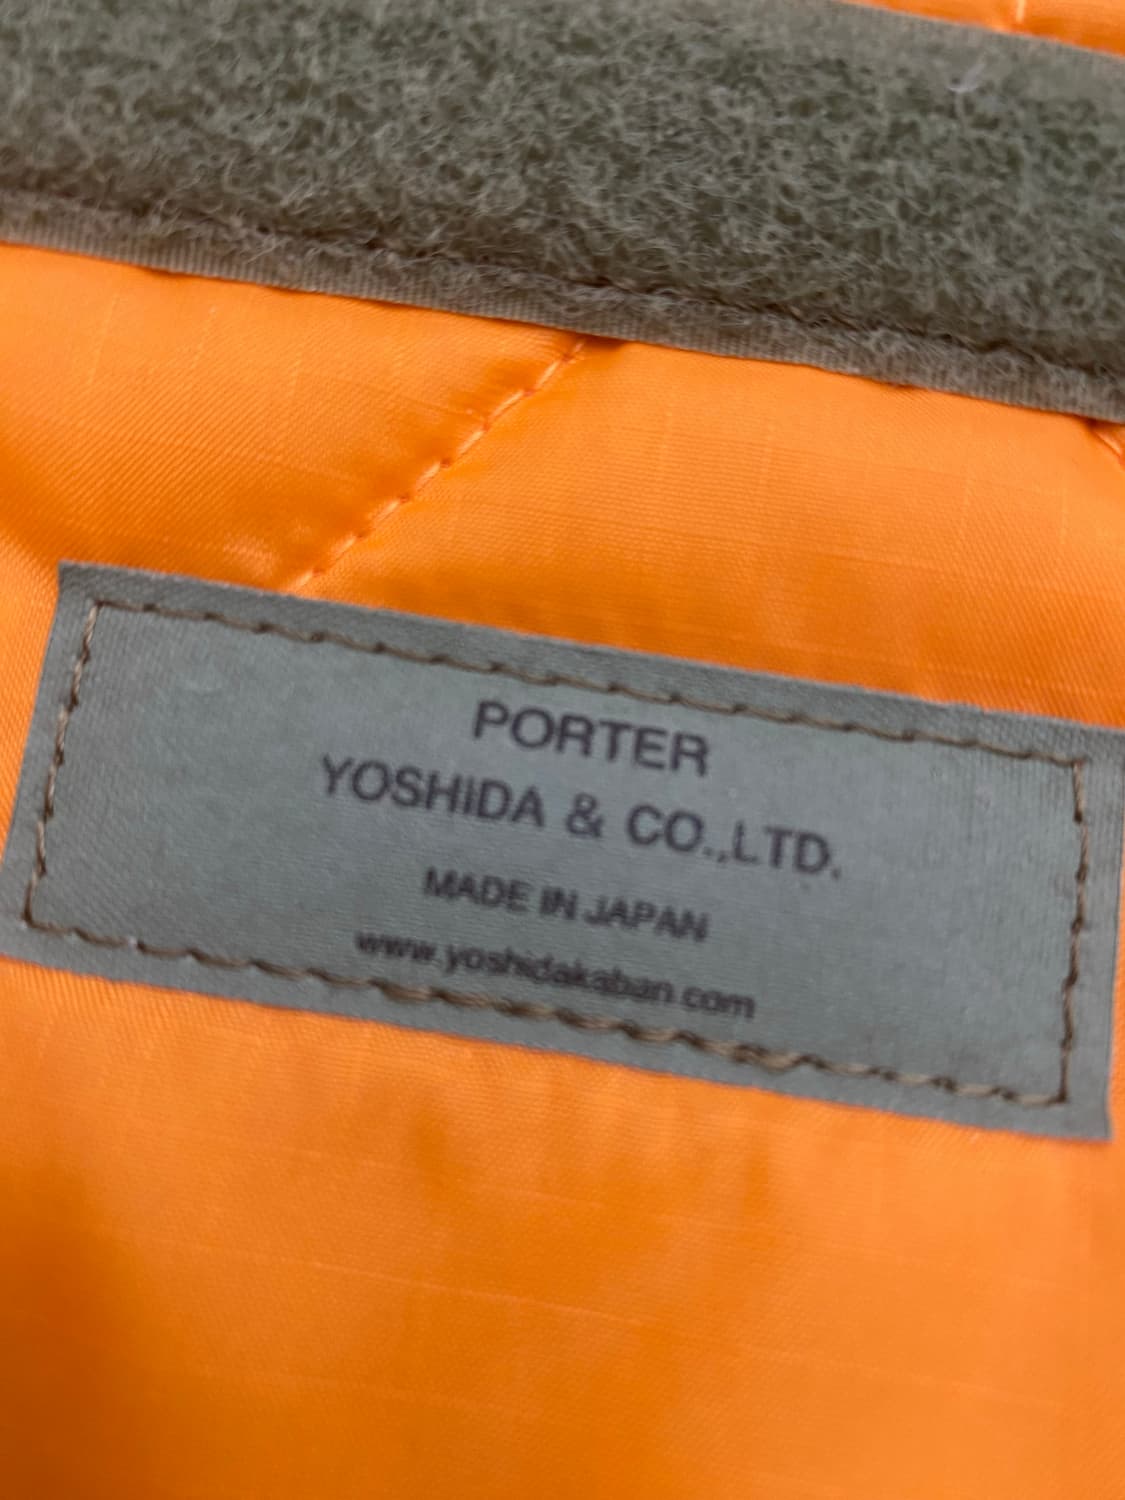 PORTER
YOSHIDA & CO.,LTD.
MADE IN JAPAN
www.yoshidakaban.com